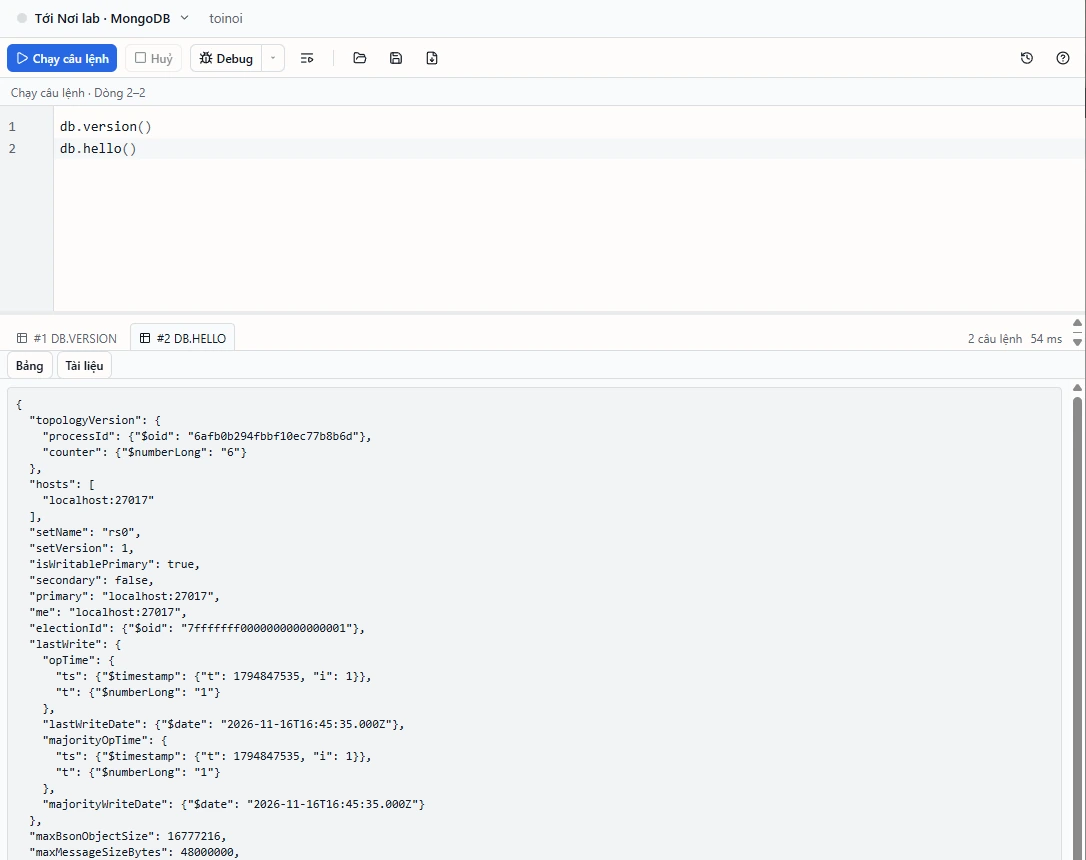 Tới Nơi lab · MongoDB toinoi
Chạy câu lệnh Huỷ Debug
Chạy câu lệnh · Dòng 2–2
1 db.version()
2 db.hello()
#1 DB.VERSION #2 DB.HELLO 2 câu lệnh 54 ms
Bảng Tài liệu
{
  "topologyVersion": {
    "processId": {"$oid": "6afb0b294fbbf10ec77b8b6d"},
    "counter": {"$numberLong": "6"}
  },
  "hosts": [
    "localhost:27017"
  ],
  "setName": "rs0",
  "setVersion": 1,
  "isWritablePrimary": true,
  "secondary": false,
  "primary": "localhost:27017",
  "me": "localhost:27017",
  "electionId": {"$oid": "7fffffff0000000000000001"},
  "lastWrite": {
    "opTime": {
      "ts": {"$timestamp": {"t": 1794847535, "i": 1}},
      "t": {"$numberLong": "1"}
    },
    "lastWriteDate": {"$date": "2026-11-16T16:45:35.000Z"},
    "majorityOpTime": {
      "ts": {"$timestamp": {"t": 1794847535, "i": 1}},
      "t": {"$numberLong": "1"}
    },
    "majorityWriteDate": {"$date": "2026-11-16T16:45:35.000Z"}
  },
  "maxBsonObjectSize": 16777216,
  "maxMessageSizeBytes": 48000000,